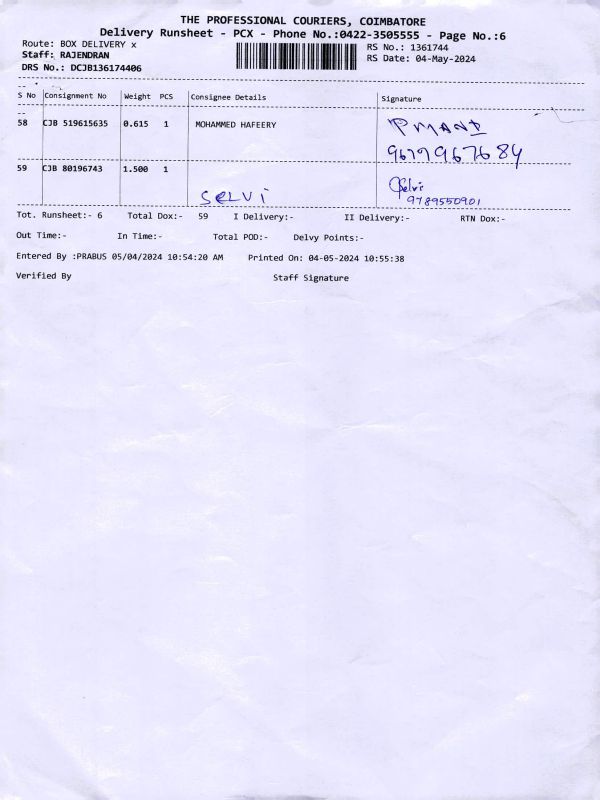 THE PROFESSIONAL COURIERS, COIMBATORE
Delivery Runsheet - PCX - Phone No.:0422-3505555 - Page No.:6
Route: BOX DELIVERY x
RS No.: 1361744
Staff: RAJENDRAN
RS Date: 04-May-2024
DRS No.: DCJB136174406
S No Consignment No Weight PCS Consignee Details Signature
58 CJB 519615635 0.615 1 MOHAMMED HAFEERY
9679967684
59 CJB 80196743 1.500 1
SELVI Selvi
9789550901
Tot. Runsheet:- 6 Total Dox:- 59 I Delivery:- II Delivery:- RTN Dox:-
Out Time:- In Time:- Total POD:- Delvy Points:-
Entered By :PRABUS 05/04/2024 10:54:20 AM Printed On: 04-05-2024 10:55:38
Verified By Staff Signature